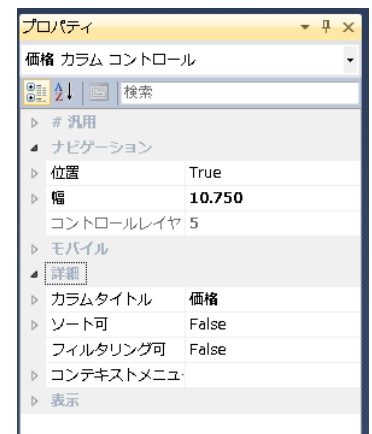 プロパティ
価格 カラム コントロール
検索
# 汎用
ナビゲーション
位置 True
幅 10.750
コントロールレイヤ 5
モバイル
詳細
カラムタイトル 価格
ソート可 False
フィルタリング可 False
コンテキストメニュー
表示